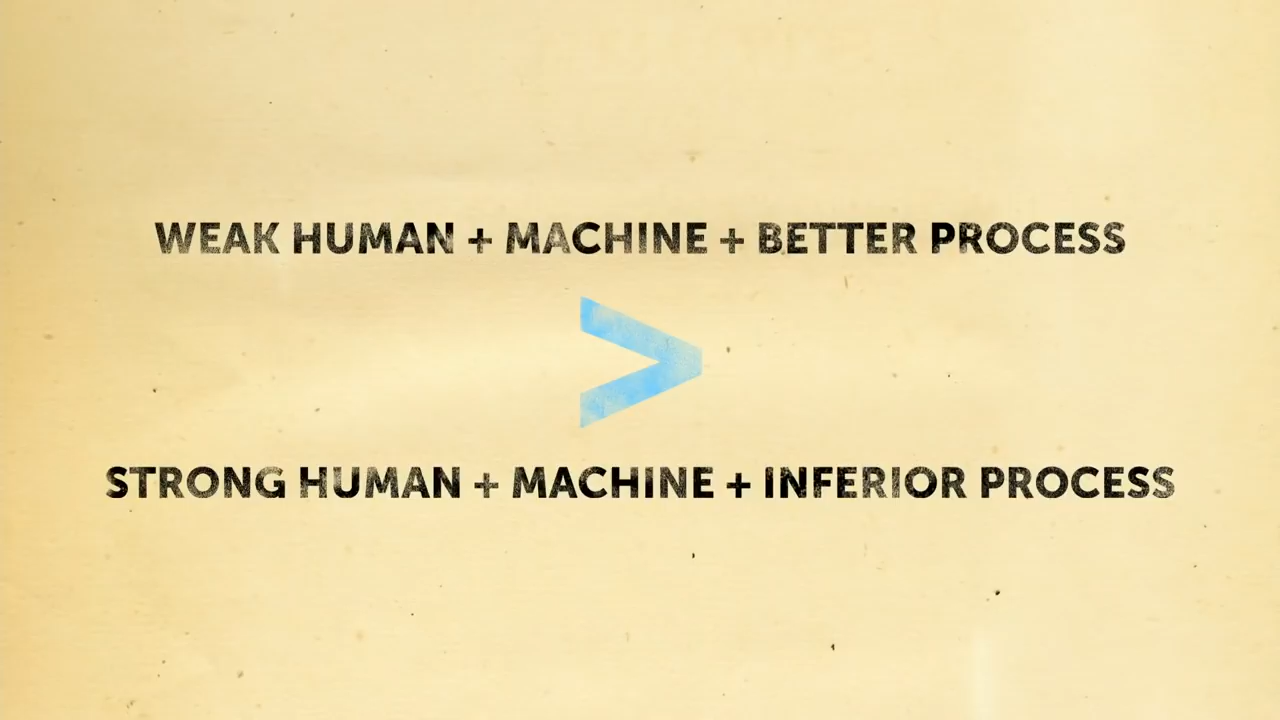 WEAK HUMAN + MACHINE + BETTER PROCESS
>
STRONG HUMAN + MACHINE + INFERIOR PROCESS